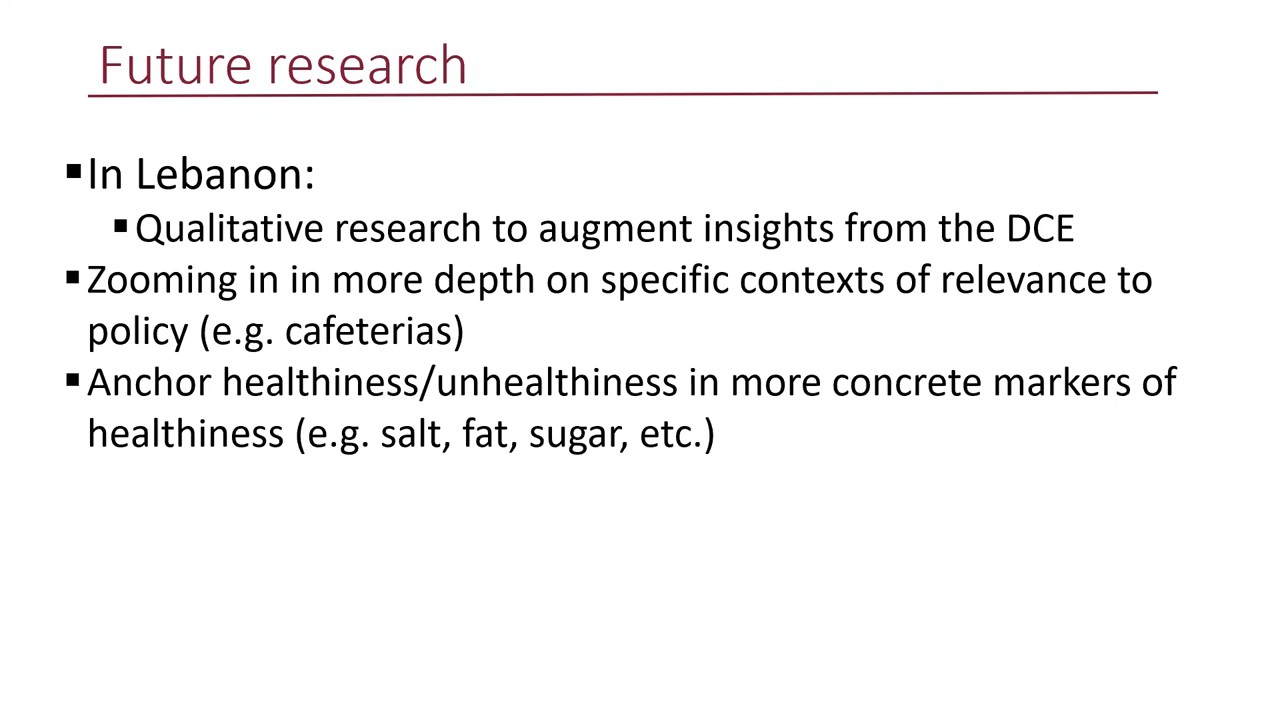 Future research
▪In Lebanon:
▪Qualitative research to augment insights from the DCE
▪Zooming in in more depth on specific contexts of relevance to
policy (e.g. cafeterias)
▪Anchor healthiness/unhealthiness in more concrete markers of
healthiness (e.g. salt, fat, sugar, etc.)